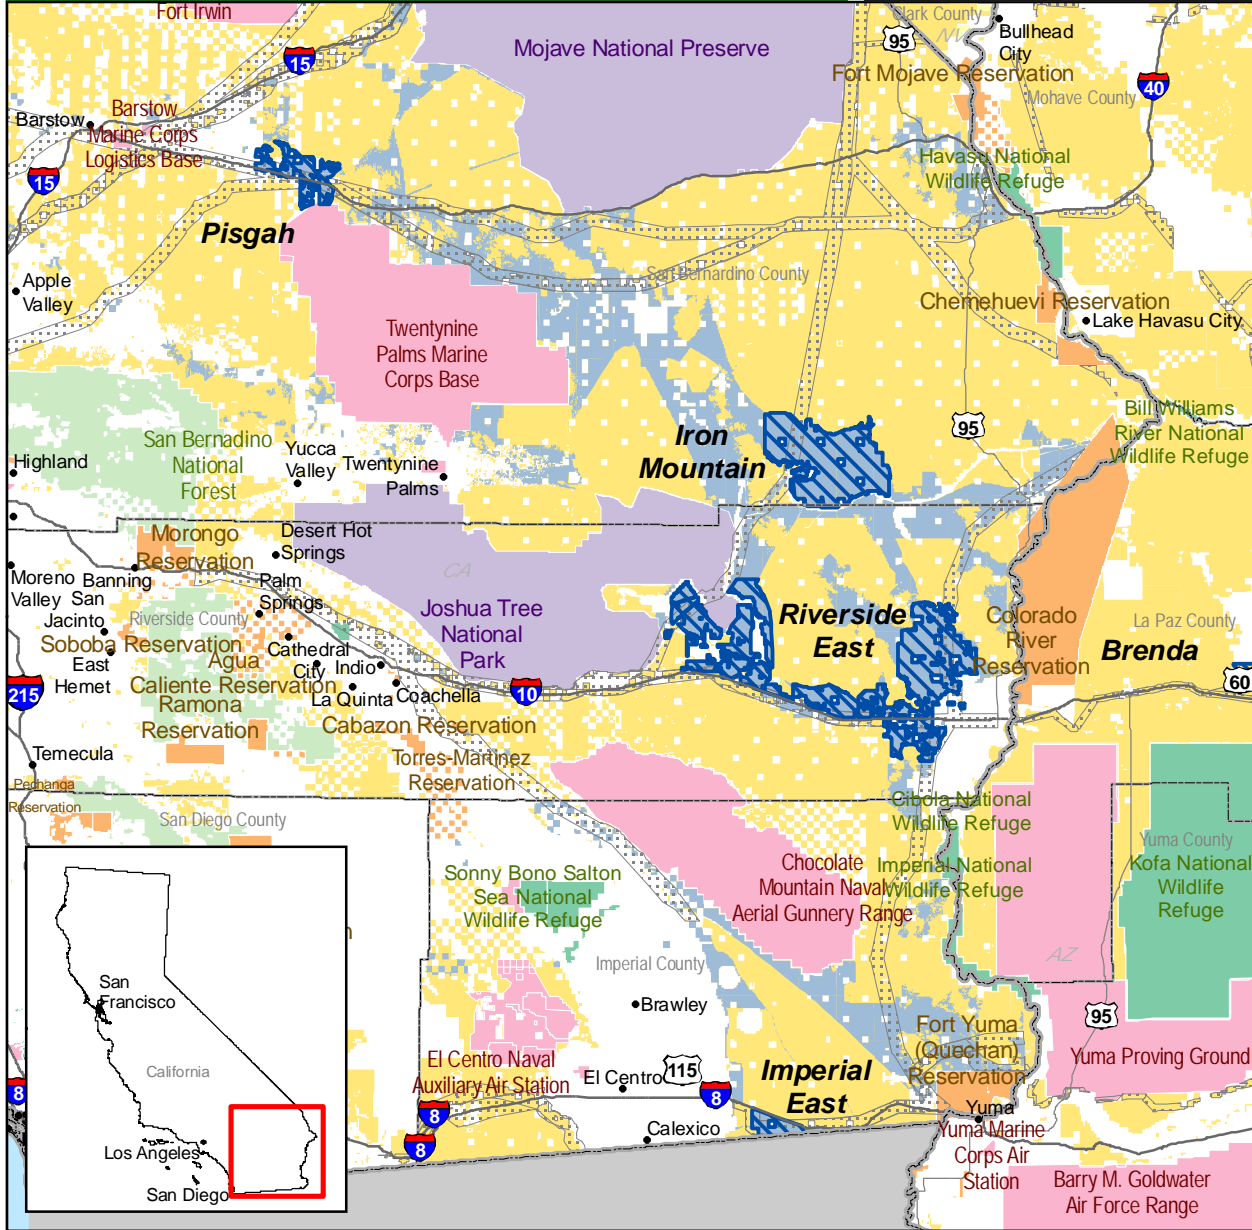 Fort Irwin
Clark County
NV
95
Bullhead
City
15
Mojave National Preserve
Fort Mojave Reservation
Mohave County
40
Barstow
Barstow
Marine Corps
Logistics Base
15
Havasu National
Wildlife Refuge
Pisgah
San Bernardino County
Apple
Valley
Chemehuevi Reservation
Lake Havasu City
Twentynine
Palms Marine
Corps Base
95
Bill Williams
River National
Wildlife Refuge
Iron
Mountain
San Bernadino
National
Forest
Highland
Yucca
Valley
Twentynine
Palms
Morongo
Reservation
Desert Hot
Springs
CA
Moreno
Valley
Banning
Palm
Springs
San
Jacinto
Riverside County
Joshua Tree
National
Park
Riverside
East
Colorado
River
Reservation
La Paz County
Brenda
Soboba Reservation
East
Hemet
Agua
Caliente Reservation
Cathedral
City
Indio
La Quinta
Coachella
215
10
60
Ramona
Reservation
Cabazon Reservation
Temecula
Torres-Martinez
Reservation
Pechanga
Reservation
San Diego County
Cibola National
Wildlife Refuge
Yuma County
Sonny Bono Salton
Sea National
Wildlife Refuge
Chocolate
Mountain Naval
Aerial Gunnery Range
Imperial National
Wildlife Refuge
Kofa National
Wildlife
Refuge
n
Imperial County
AZ
San
Francisco
Brawley
95
Fort Yuma
(Quechan)
Reservation
Yuma Proving Ground
California
El Centro Naval
Auxiliary Air Station
El Centro
115
Imperial
East
8
8
8
8
Calexico
Yuma
Yuma Marine
Corps Air
Station
Los Angeles
San Diego
Barry M. Goldwater
Air Force Range